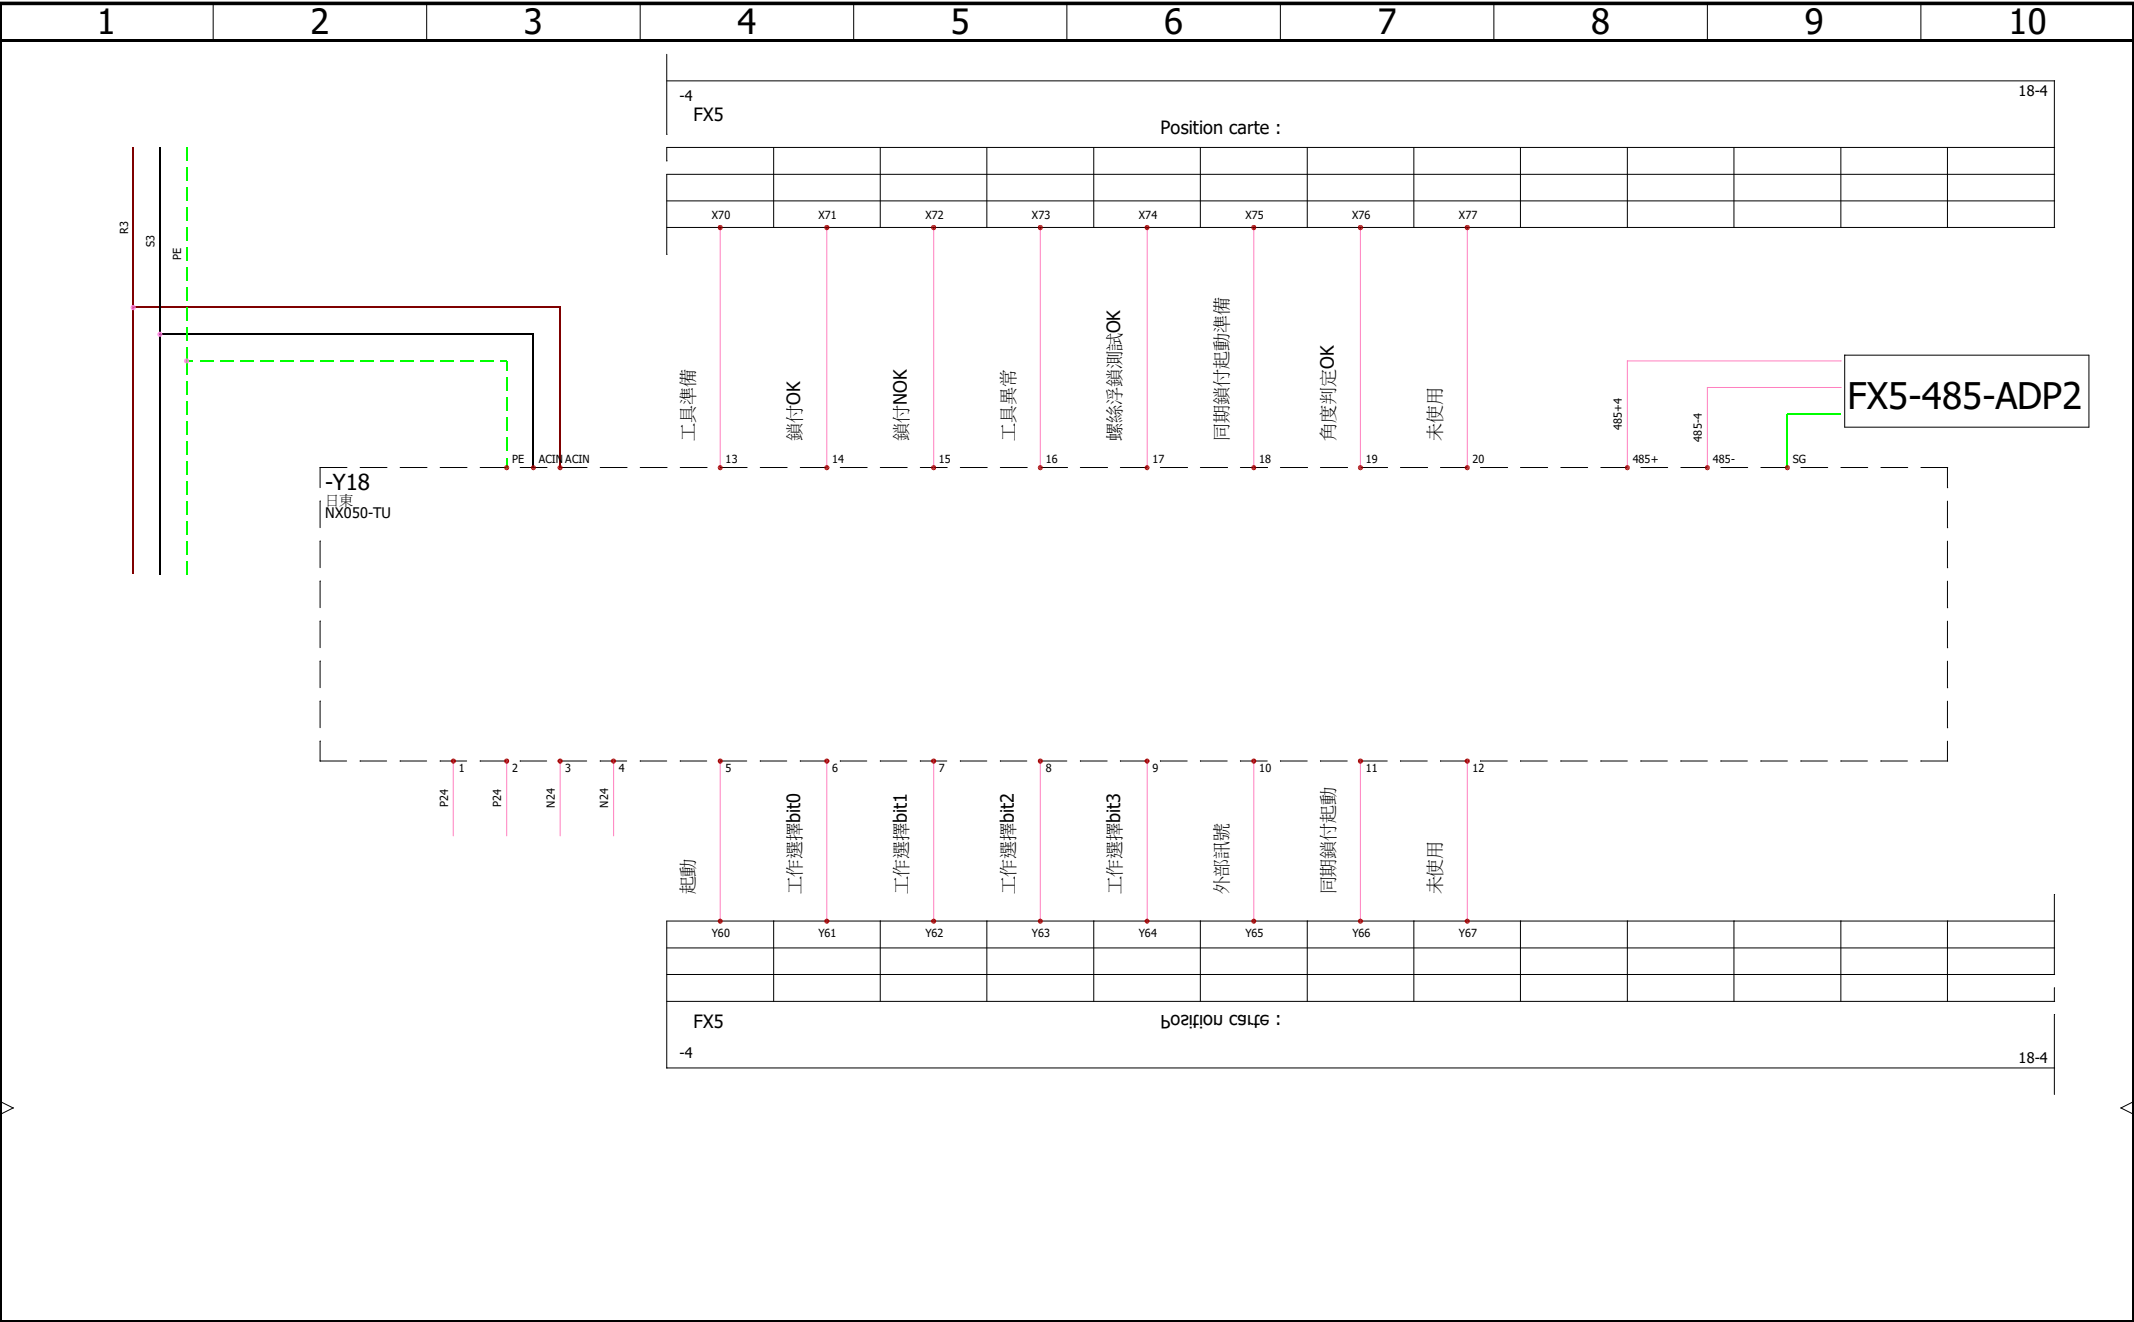 1 2 3 4 5 6 7 8 9 10
-4 18-4
FX5
Position carte :
X70 X71 X72 X73 X74 X75 X76 X77
R3
S3
PE
工具準備
鎖付OK
鎖付NOK
工具異常
螺絲浮鎖測試OK
同期鎖付起動準備
角度判定OK
未使用
485+4
485-4
FX5-485-ADP2
PE ACIN ACIN 13 14 15 16 17 18 19 20 485+ 485- SG
-Y18
日東
NX050-TU
1 2 3 4 5 6 7 8 9 10 11 12
P24
P24
N24
N24
起動
工作選擇bit0
工作選擇bit1
工作選擇bit2
工作選擇bit3
外部訊號
同期鎖付起動
未使用
Y60 Y61 Y62 Y63 Y64 Y65 Y66 Y67
FX5 Position carte :
-4 18-4